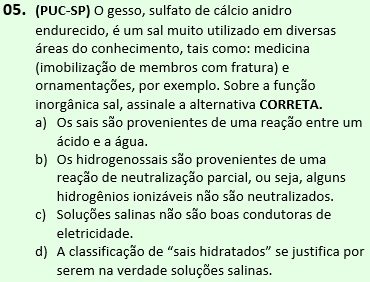 05. (PUC-SP) O gesso, sulfato de cálcio anidro
endurecido, é um sal muito utilizado em diversas
áreas do conhecimento, tais como: medicina
(imobilização de membros com fratura) e
ornamentações, por exemplo. Sobre a função
inorgânica sal, assinale a alternativa CORRETA.
a) Os sais são provenientes de uma reação entre um
ácido e a água.
b) Os hidrogenossais são provenientes de uma
reação de neutralização parcial, ou seja, alguns
hidrogênios ionizáveis não são neutralizados.
c) Soluções salinas não são boas condutoras de
eletricidade.
d) A classificação de “sais hidratados” se justifica por
serem na verdade soluções salinas.